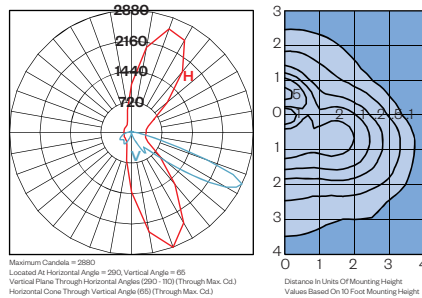 2880
2160
1440
720
H
V
Maximum Candela = 2880
Located At Horizontal Angle = 290, Vertical Angle = 65
Vertical Plane Through Horizontal Angles (290 - 110) (Through Max. Cd.)
Horizontal Cone Through Vertical Angle (65) (Through Max. Cd.)
3
2
1
0
1
2
3
4
5
1
2 .1 .2 .5 .1
0 1 2 3 4
Distance In Units Of Mounting Height
Values Based On 10 Foot Mounting Height